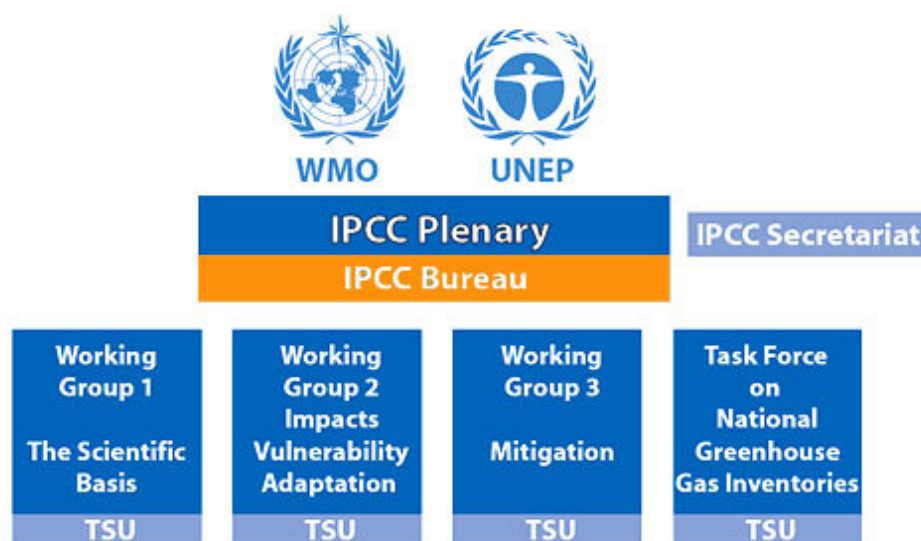 WMO
UNEP
IPCC Plenary
IPCC Secretariat
IPCC Bureau
Working
Group 1
The Scientific
Basis
TSU
Working
Group 2
Impacts
Vulnerability
Adaptation
TSU
Working
Group 3
Mitigation
TSU
Task Force
on
National
Greenhouse
Gas Inventories
TSU